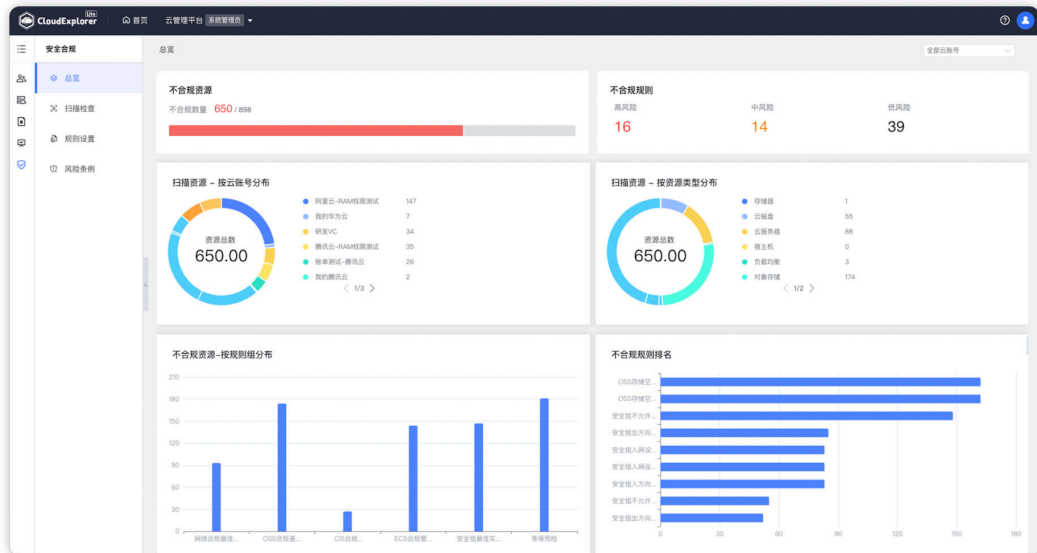 CloudExplorer Lite 首页 云管理平台 系统管理员
安全合规
总览
扫描检查
规则设置
风险条例
总览 全部云账号
不合规资源
不合规数量 650 / 898
不合规规则
高风险 中风险 低风险
16 14 39
扫描资源 – 按云账号分布
资源总数
650.00
阿里云-RAM权限测试 147
我的华为云 7
研发VC 34
腾讯云-RAM权限测试 35
账单测试-腾讯云 26
我的腾讯云 2
1/3
扫描资源 – 按资源类型分布
资源总数
650.00
存储器 1
云磁盘 55
云服务器 88
宿主机 0
负载均衡 3
对象存储 174
1/2
不合规资源-按规则组分布
210
180
150
120
90
60
30
0
网络合规最佳... OSS合规基... CIS合规... ECS合规管... 安全组最佳实... 等保预检
不合规规则排名
OSS存储空...
OSS存储空...
安全组不允许...
安全组出方向...
安全组入网设...
安全组入网设...
安全组入方向...
安全组不允许...
安全组出方向...
0 30 60 90 120 150 180